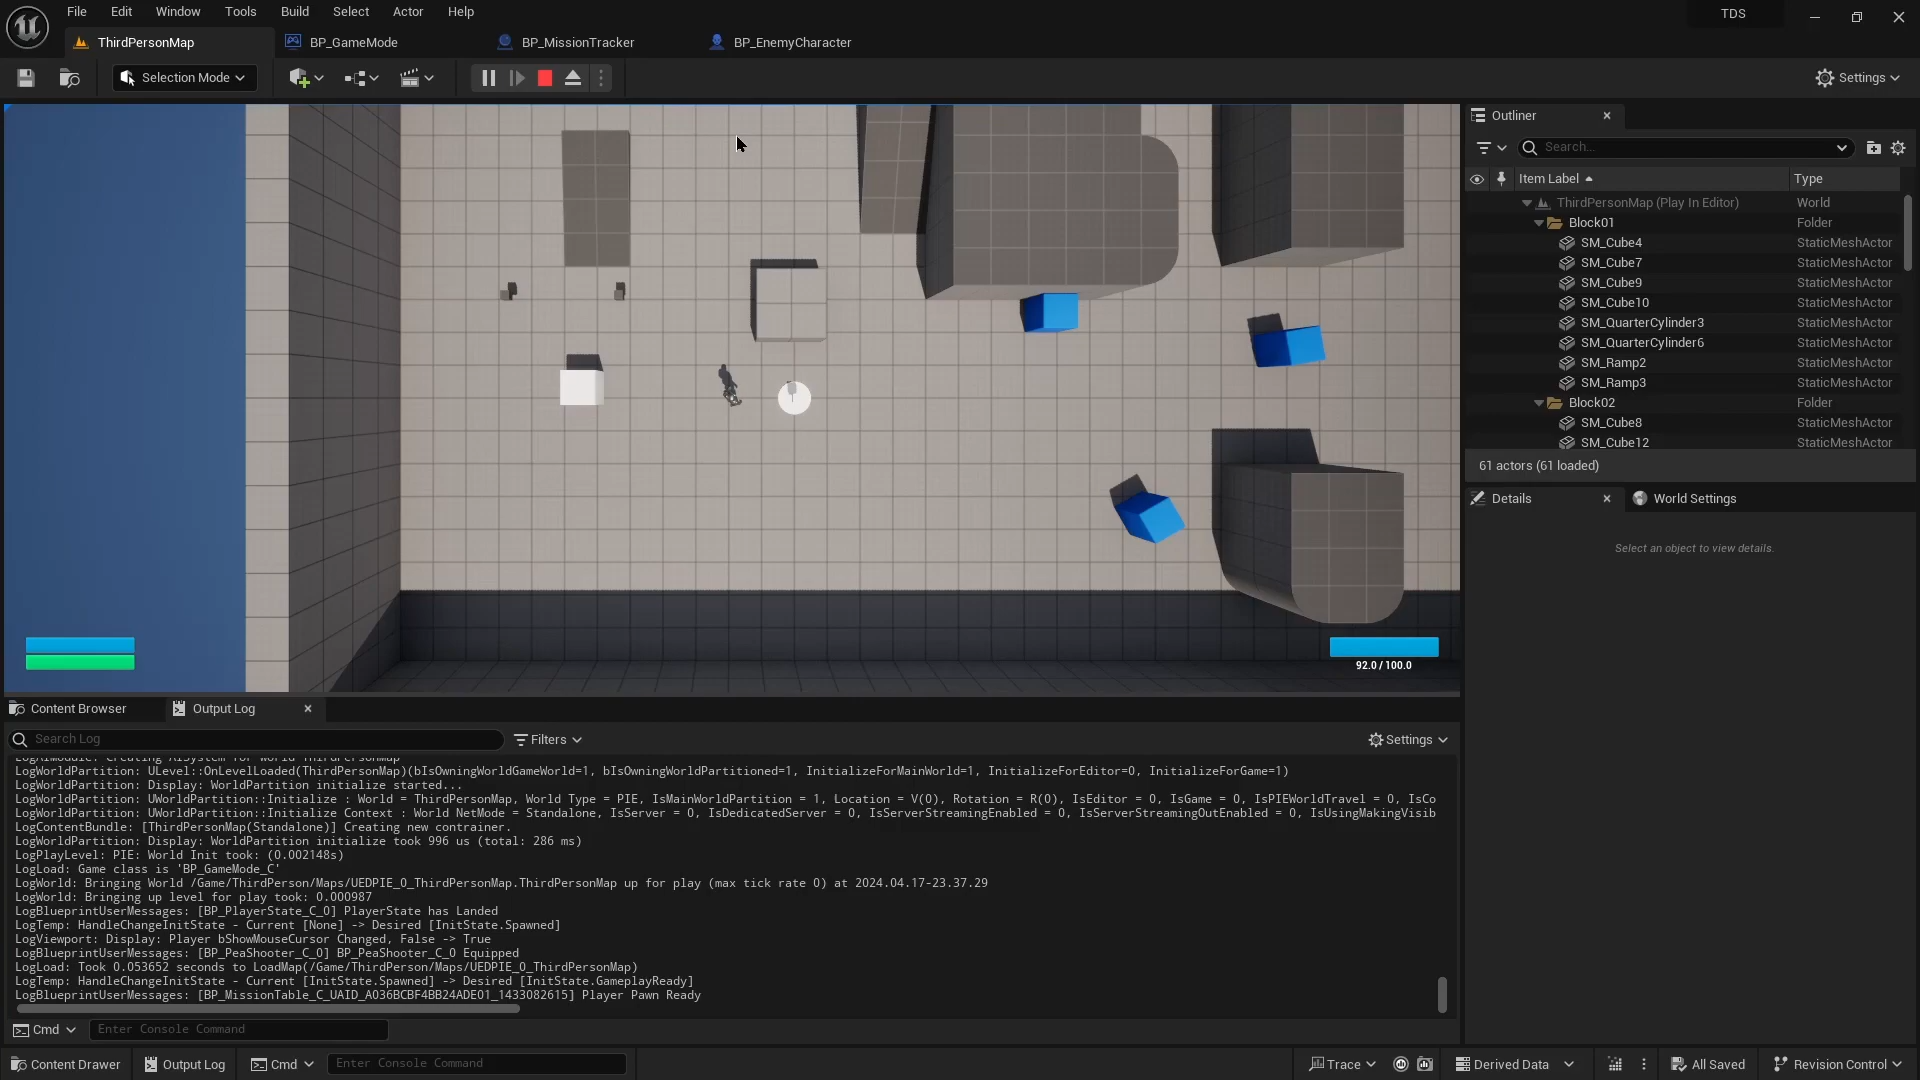 File Edit Window Tools Build Select Actor Help
TDS
ThirdPersonMap BP_GameMode BP_MissionTracker BP_EnemyCharacter
Selection Mode
Settings
Outliner
Search...
Item Label Type
ThirdPersonMap (Play In Editor) World
Block01 Folder
SM_Cube4 StaticMeshActor
SM_Cube7 StaticMeshActor
SM_Cube9 StaticMeshActor
SM_Cube10 StaticMeshActor
SM_QuarterCylinder3 StaticMeshActor
SM_QuarterCylinder6 StaticMeshActor
SM_Ramp2 StaticMeshActor
SM_Ramp3 StaticMeshActor
Block02 Folder
SM_Cube8 StaticMeshActor
SM_Cube12 StaticMeshActor
61 actors (61 loaded)
Details World Settings
Select an object to view details.
92.0 / 100.0
Content Browser Output Log
Search Log
Filters
Settings
LogAIModule: Creating AISystem for world ThirdPersonMap
LogWorldPartition: ULevel::OnLevelLoaded(ThirdPersonMap)(bIsOwningWorldGameWorld=1, bIsOwningWorldPartitioned=1, InitializeForMainWorld=1, InitializeForEditor=0, InitializeForGame=1)
LogWorldPartition: Display: WorldPartition initialize started...
LogWorldPartition: UWorldPartition::Initialize : World = ThirdPersonMap, World Type = PIE, IsMainWorldPartition = 1, Location = V(0), Rotation = R(0), IsEditor = 0, IsGame = 0, IsPIEWorldTravel = 0, IsCo
LogWorldPartition: UWorldPartition::Initialize Context : World NetMode = Standalone, IsServer = 0, IsDedicatedServer = 0, IsServerStreamingEnabled = 0, IsServerStreamingOutEnabled = 0, IsUsingMakingVisib
LogContentBundle: [ThirdPersonMap(Standalone)] Creating new contrainer.
LogWorldPartition: Display: WorldPartition initialize took 996 us (total: 286 ms)
LogPlayLevel: PIE: World Init took: (0.002148s)
LogLoad: Game class is 'BP_GameMode_C'
LogWorld: Bringing World /Game/ThirdPerson/Maps/UEDPIE_0_ThirdPersonMap.ThirdPersonMap up for play (max tick rate 0) at 2024.04.17-23.37.29
LogWorld: Bringing up level for play took: 0.000987
LogBlueprintUserMessages: [BP_PlayerState_C_0] PlayerState has Landed
LogTemp: HandleChangeInitState - Current [None] -> Desired [InitState.Spawned]
LogViewport: Display: Player bShowMouseCursor Changed, False -> True
LogBlueprintUserMessages: [BP_PeaShooter_C_0] BP_PeaShooter_C_0 Equipped
LogLoad: Took 0.053652 seconds to LoadMap(/Game/ThirdPerson/Maps/UEDPIE_0_ThirdPersonMap)
LogTemp: HandleChangeInitState - Current [InitState.Spawned] -> Desired [InitState.GameplayReady]
LogBlueprintUserMessages: [BP_MissionTable_C_UAID_A036BCBF4BB24ADE01_1433082615] Player Pawn Ready
Cmd Enter Console Command
Content Drawer Output Log Cmd Enter Console Command Trace Derived Data All Saved Revision Control